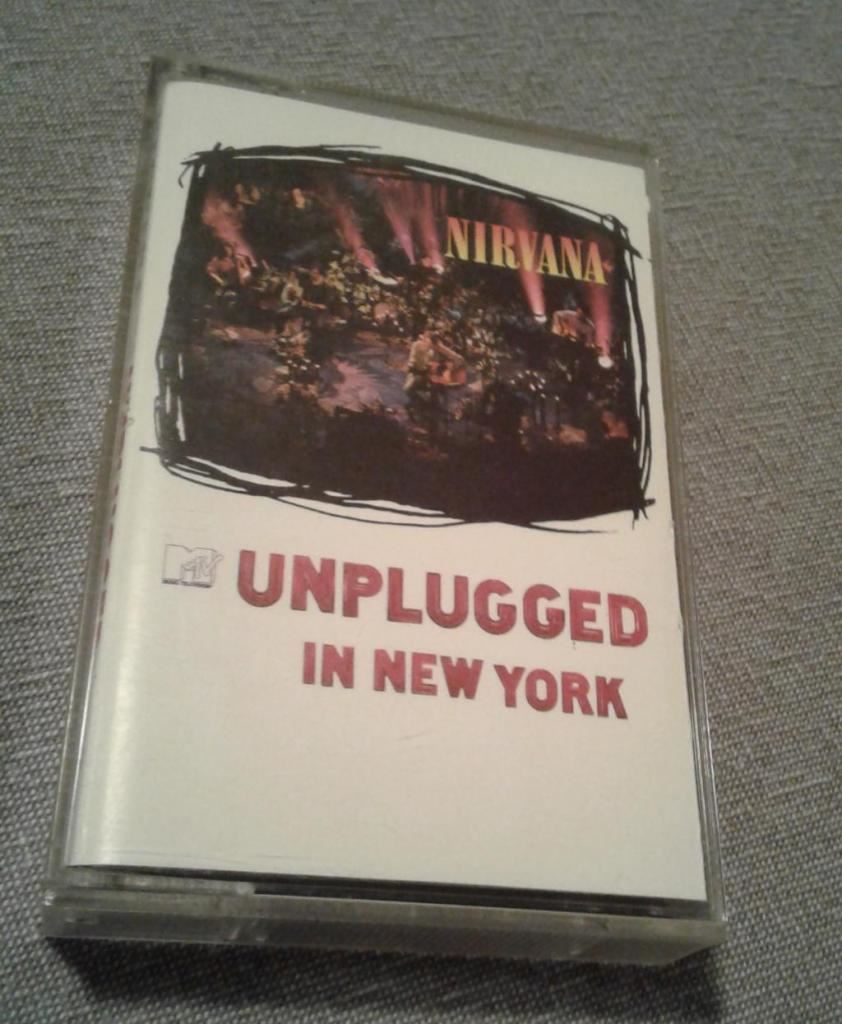 NIRVANA
MTV
UNPLUGGED
IN NEW YORK